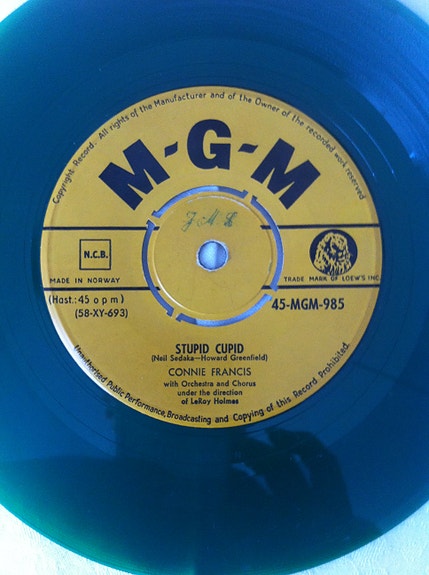 Copyright Record · All rights of the Manufacturer and of the Owner of the recorded work reserved
M-G-M
J. M. L
N.C.B.
MADE IN NORWAY
TRADE MARK OF LOEW'S INC.
(Hast.: 45 o p m )
(58-XY-693)
45-MGM-985
STUPID CUPID
(Neil Sedaka—Howard Greenfield)
CONNIE FRANCIS
with Orchestra and Chorus
under the direction
of LeRoy Holmes
Unauthorised Public Performance, Broadcasting and Copying of this Record Prohibited.